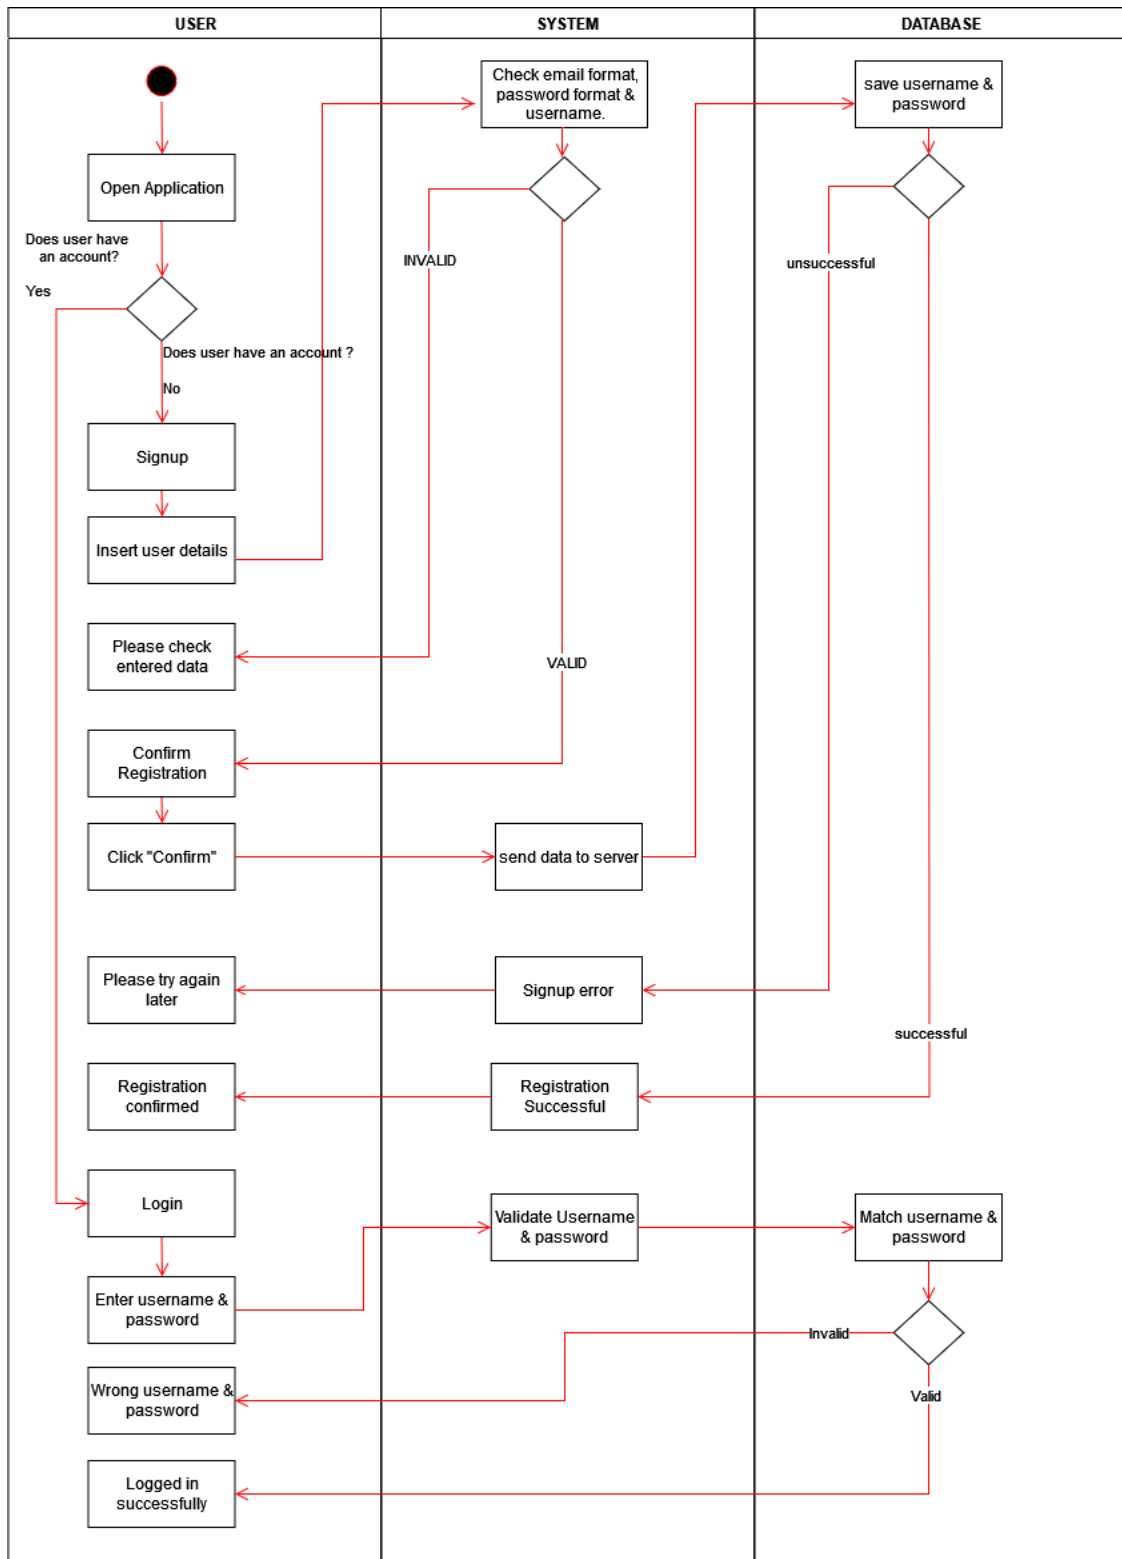 USER
SYSTEM
DATABASE
Check email format,
password format &
username.
save username &
password
Open Application
Does user have
an account?
Yes
INVALID
unsuccessful
Does user have an account ?
No
Signup
Insert user details
Please check
entered data
VALID
Confirm
Registration
Click "Confirm"
send data to server
Please try again
later
Signup error
successful
Registration
confirmed
Registration
Successful
Login
Validate Username
& password
Match username &
password
Enter username &
password
Invalid
Wrong username &
password
Valid
Logged in
successfully